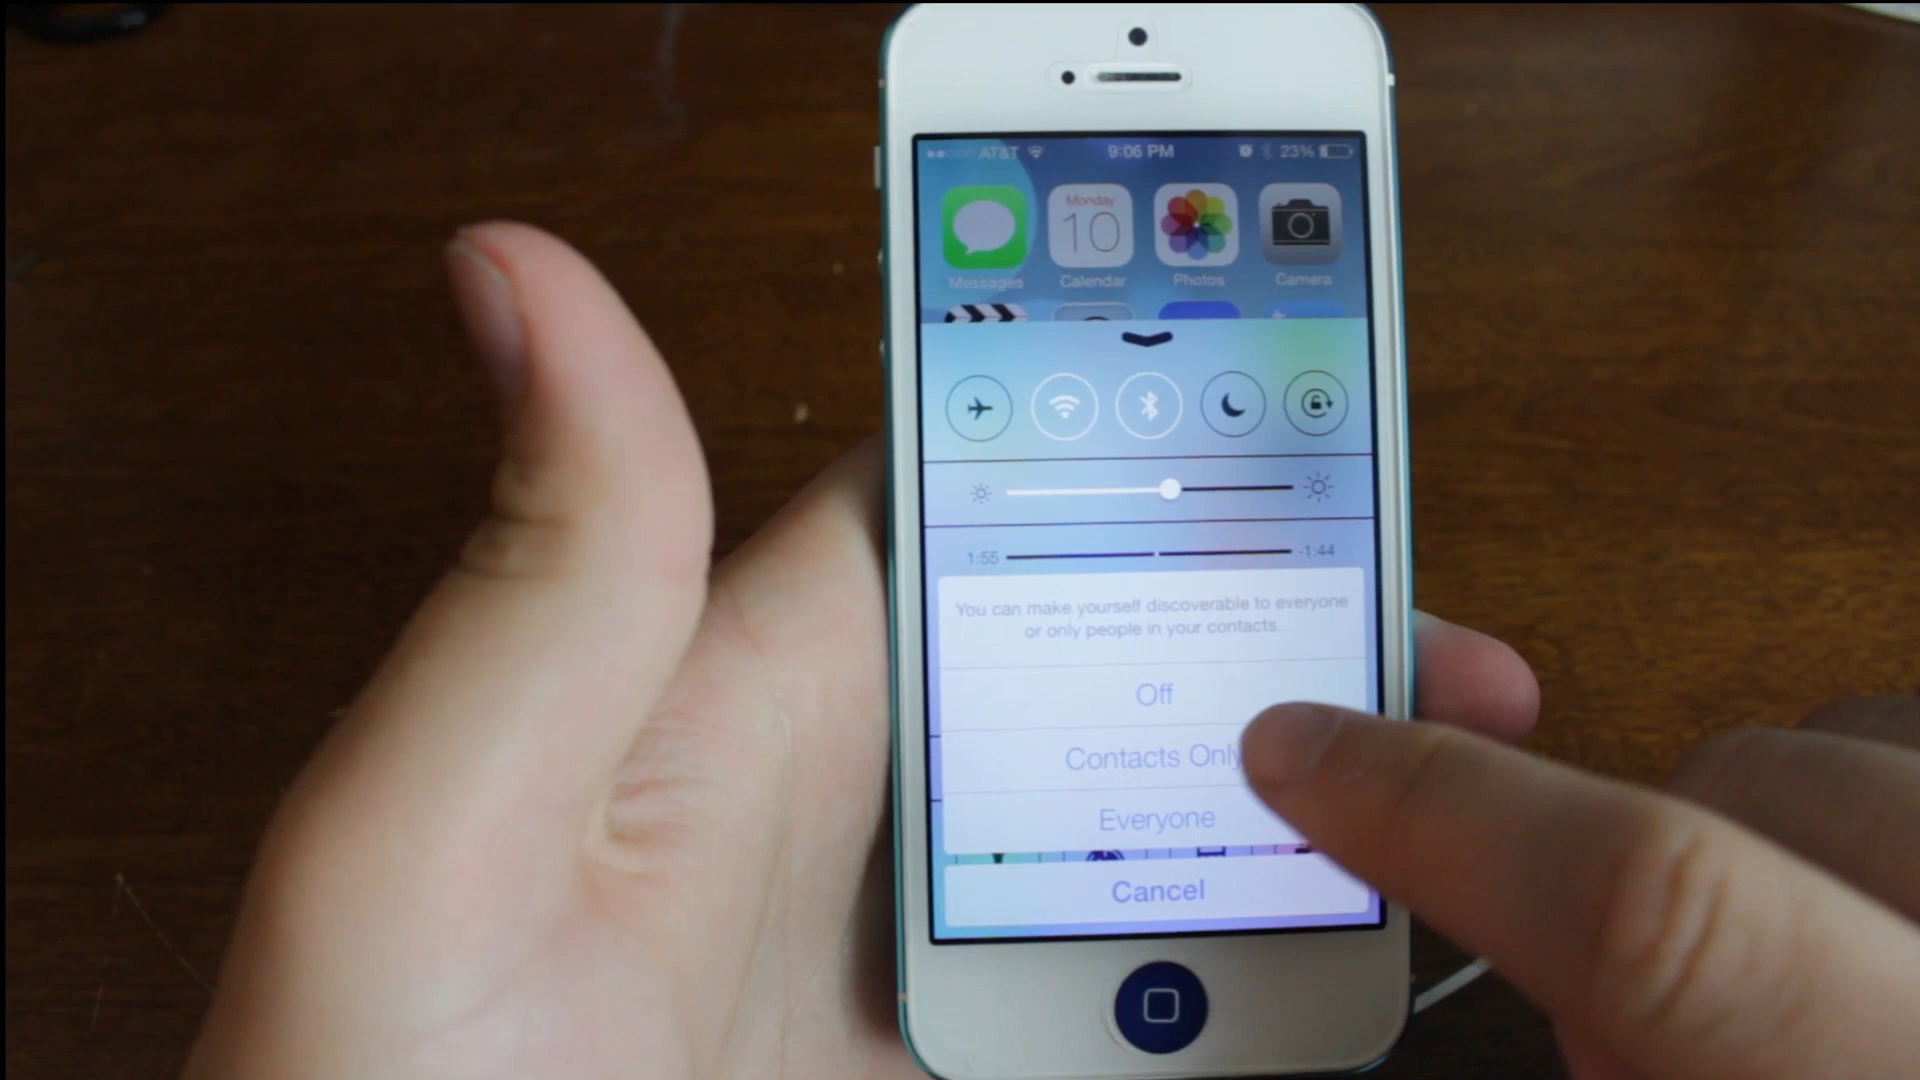 AT&T 9:06 PM 23%
Monday
10
Messages Calendar Photos Camera
1:55 -1:44
You can make yourself discoverable to everyone
or only people in your contacts.
Off
Contacts Only
Everyone
Cancel